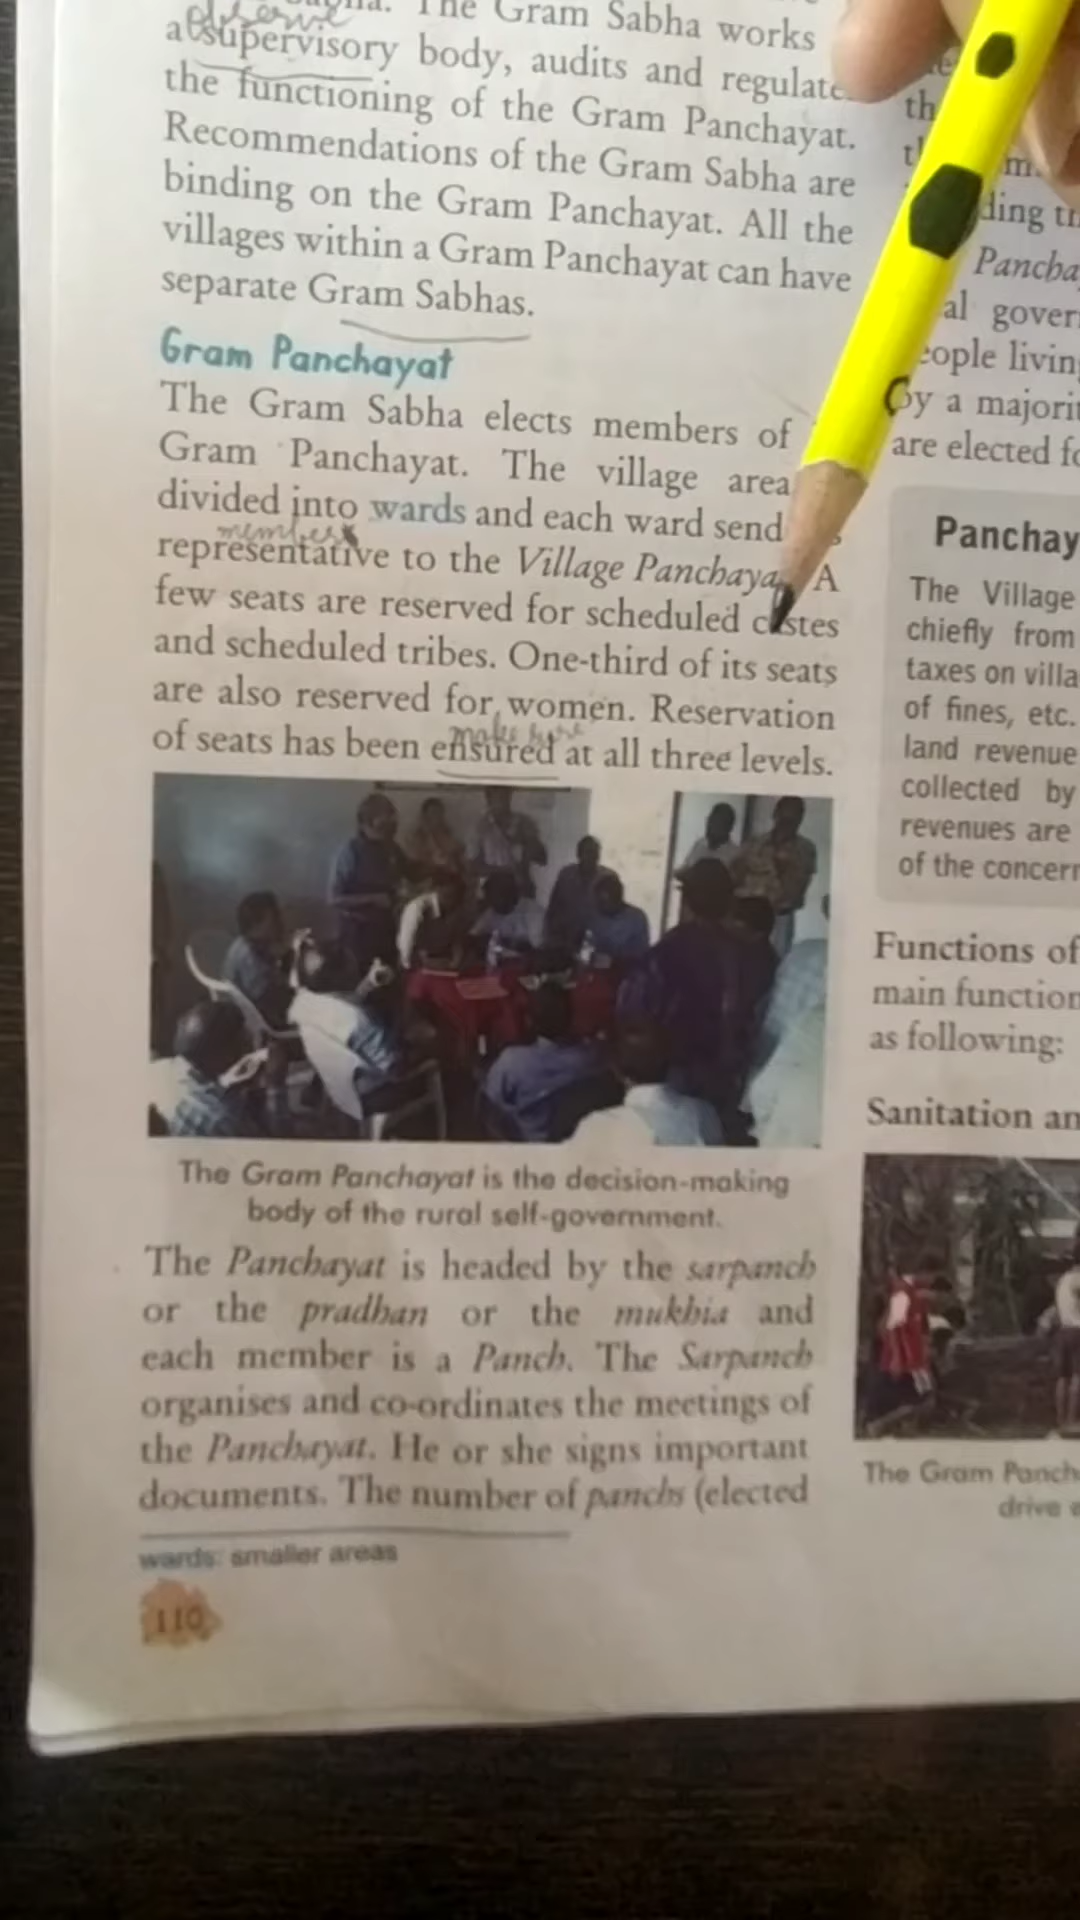 The Gram Sabha works
observe
a supervisory body, audits and regulate
the functioning of the Gram Panchayat.
Recommendations of the Gram Sabha are
binding on the Gram Panchayat. All the
villages within a Gram Panchayat can have
separate Gram Sabhas.
Gram Panchayat
The Gram Sabha elects members of
Gram Panchayat. The village area
divided into wards and each ward send
members
representative to the Village Panchaya A
few seats are reserved for scheduled castes
and scheduled tribes. One-third of its seats
are also reserved for women. Reservation
make sure
of seats has been ensured at all three levels.
The Gram Panchayat is the decision-making
body of the rural self-government.
The Panchayat is headed by the sarpanch
or the pradhan or the mukhia and
each member is a Panch. The Sarpanch
organises and co-ordinates the meetings of
the Panchayat. He or she signs important
documents. The number of panchs (elected
wards: smaller areas
110
th
ding th
Pancha
al gover
eople living
by a majorit
are elected fo
Panchay
The Village
chiefly from
taxes on villa
of fines, etc.
land revenue
collected by
revenues are
of the concern
Functions of
main function
as following:
Sanitation an
The Gram Panch
drive